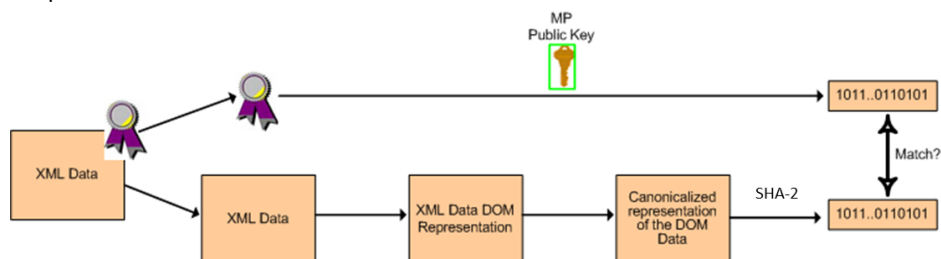 MP
Public Key
1011..0110101
XML Data
Match?
XML Data
XML Data DOM
Representation
Canonicalized
representation
of the DOM
Data
SHA-2
1011..0110101